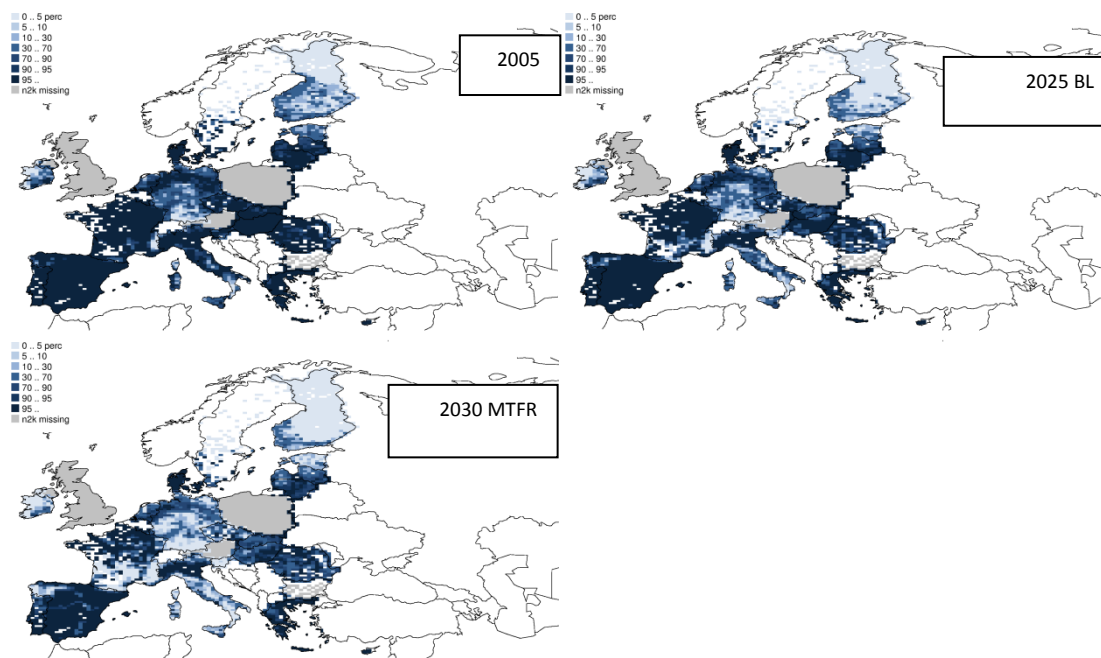 0 .. 5 perc
5 .. 10
10 .. 30
30 .. 70
70 .. 90
90 .. 95
95 ..
n2k missing
2005
0 .. 5 perc
5 .. 10
10 .. 30
30 .. 70
70 .. 90
90 .. 95
95 ..
n2k missing
2025 BL
0 .. 5 perc
5 .. 10
10 .. 30
30 .. 70
70 .. 90
90 .. 95
95 ..
n2k missing
2030 MTFR